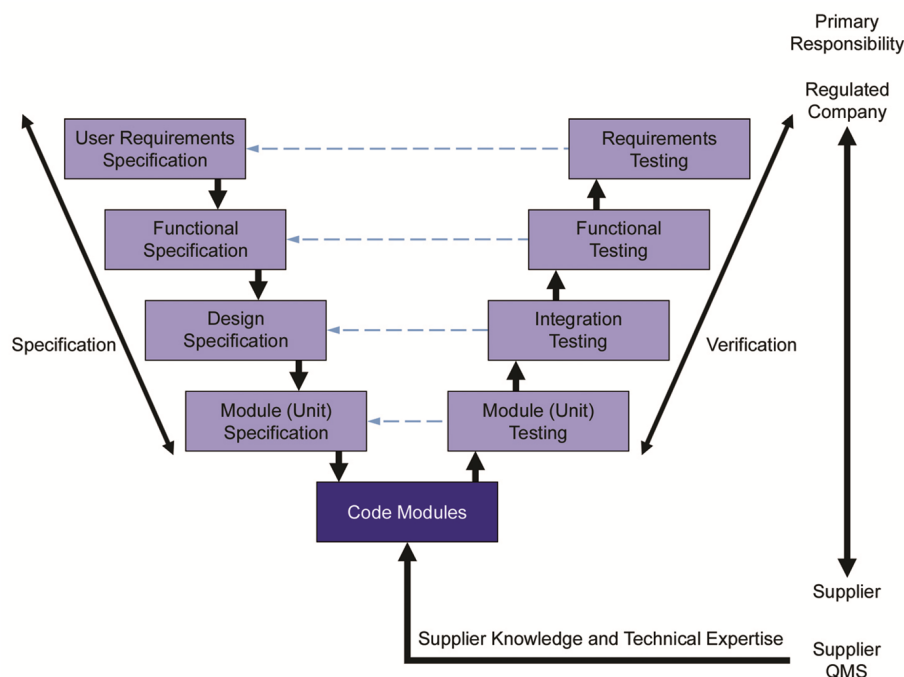 Primary
Responsibility
Regulated
Company
User Requirements
Specification
Requirements
Testing
Functional
Specification
Functional
Testing
Design
Specification
Integration
Testing
Specification
Verification
Module (Unit)
Specification
Module (Unit)
Testing
Code Modules
Supplier
Supplier Knowledge and Technical Expertise
Supplier
QMS